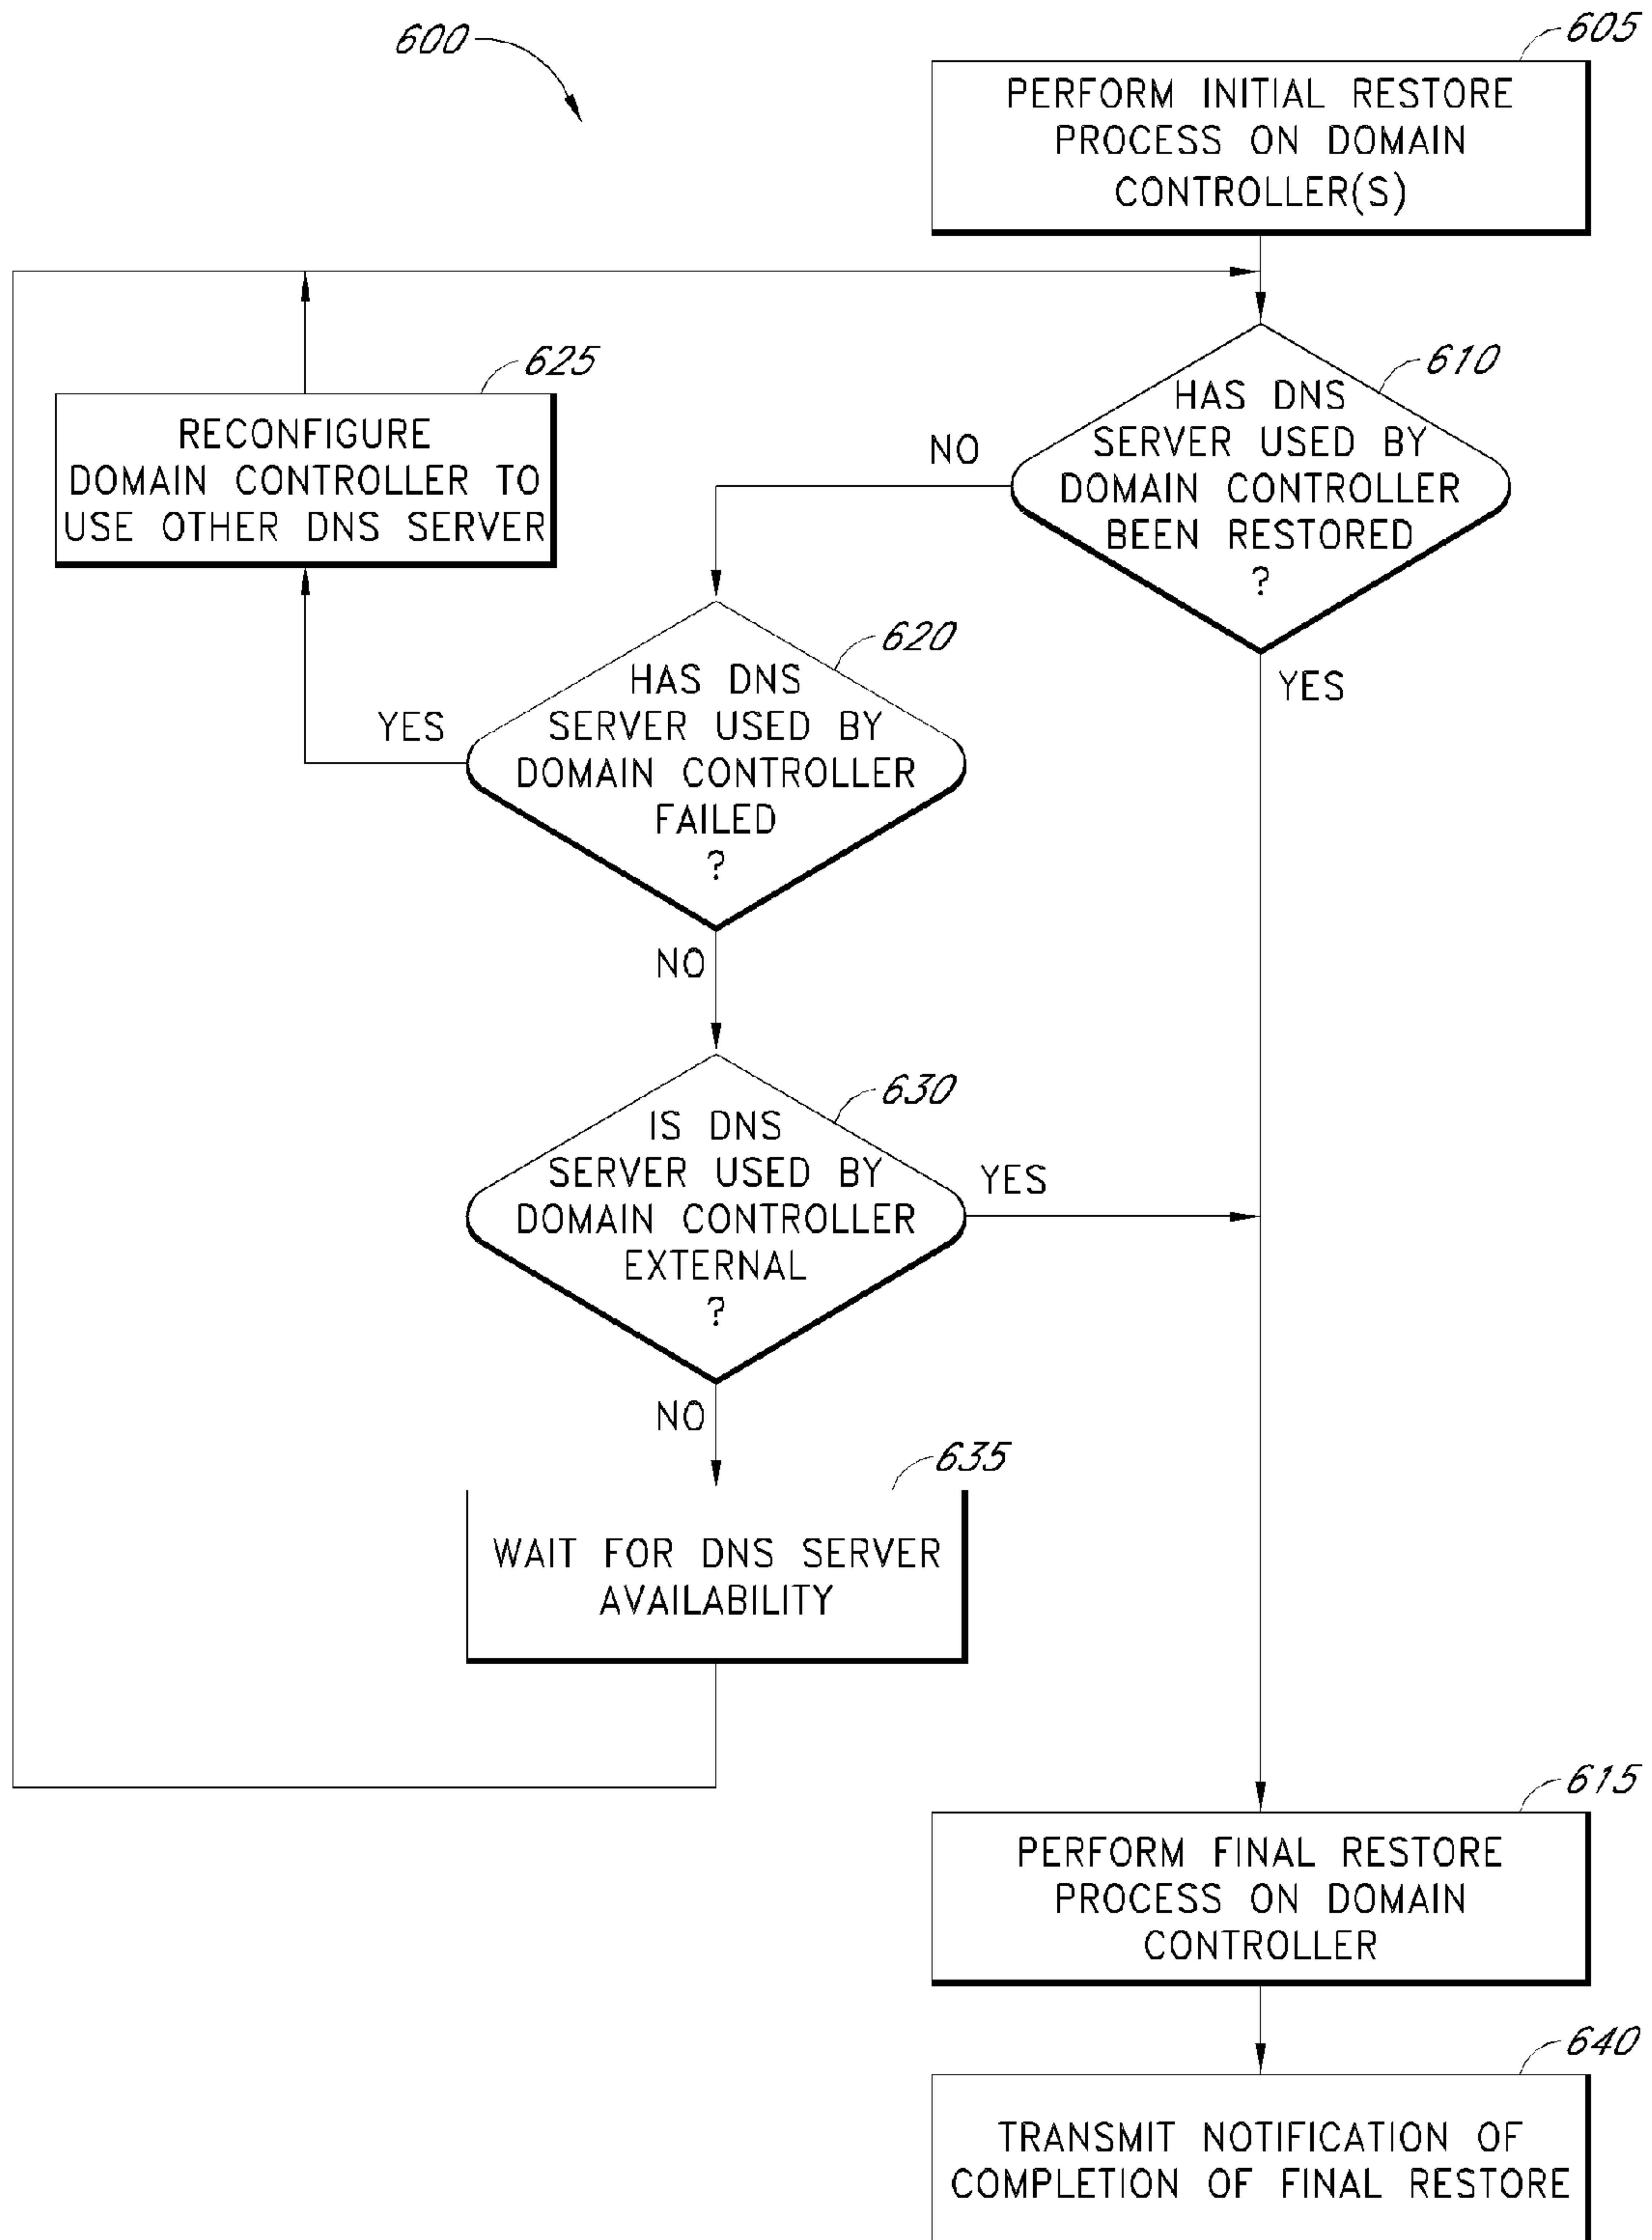 600
605
PERFORM INITIAL RESTORE
PROCESS ON DOMAIN
CONTROLLER(S)
610
HAS DNS
SERVER USED BY
DOMAIN CONTROLLER
BEEN RESTORED
?
NO
YES
625
RECONFIGURE
DOMAIN CONTROLLER TO
USE OTHER DNS SERVER
620
HAS DNS
SERVER USED BY
DOMAIN CONTROLLER
FAILED
?
YES
NO
630
IS DNS
SERVER USED BY
DOMAIN CONTROLLER
EXTERNAL
?
YES
NO
635
WAIT FOR DNS SERVER
AVAILABILITY
615
PERFORM FINAL RESTORE
PROCESS ON DOMAIN
CONTROLLER
640
TRANSMIT NOTIFICATION OF
COMPLETION OF FINAL RESTORE